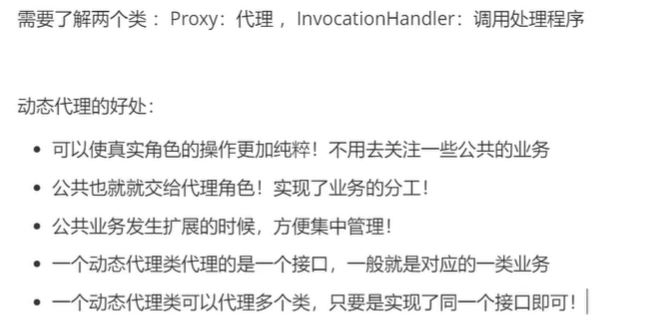 需要了解两个类 ：Proxy：代理 ，InvocationHandler：调用处理程序
动态代理的好处：
• 可以使真实角色的操作更加纯粹！不用去关注一些公共的业务
• 公共也就就交给代理角色！实现了业务的分工！
• 公共业务发生扩展的时候，方便集中管理！
• 一个动态代理类代理的是一个接口，一般就是对应的一类业务
• 一个动态代理类可以代理多个类，只要是实现了同一个接口即可！